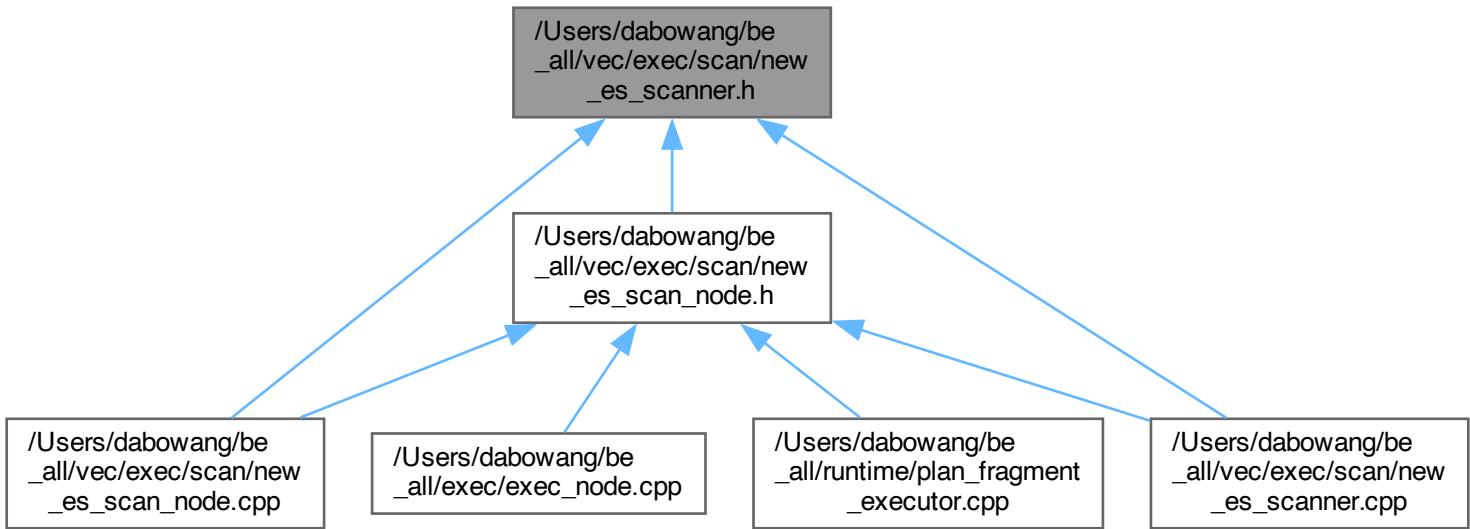 /Users/dabowang/be
_all/vec/exec/scan/new
_es_scanner.h
/Users/dabowang/be
_all/vec/exec/scan/new
_es_scan_node.h
/Users/dabowang/be
_all/vec/exec/scan/new
_es_scan_node.cpp
/Users/dabowang/be
_all/exec/exec_node.cpp
/Users/dabowang/be
_all/runtime/plan_fragment
_executor.cpp
/Users/dabowang/be
_all/vec/exec/scan/new
_es_scanner.cpp